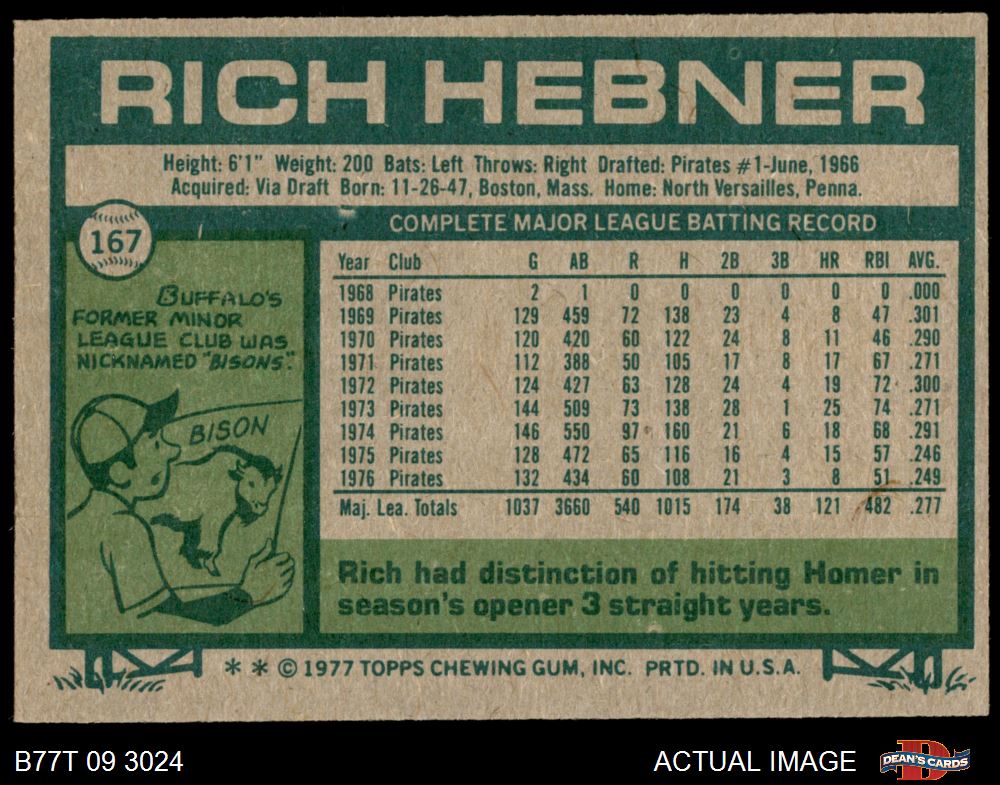 RICH HEBNER
Height: 6'1" Weight: 200 Bats: Left Throws: Right Drafted: Pirates #1-June, 1966
Acquired: Via Draft Born: 11-26-47, Boston, Mass. Home: North Versailles, Penna.
167
COMPLETE MAJOR LEAGUE BATTING RECORD
BUFFALO'S
FORMER MINOR
LEAGUE CLUB WAS
NICKNAMED "BISONS".
BISON
Year Club G AB R H 2B 3B HR RBI AVG.
1968 Pirates 2 1 0 0 0 0 0 0 .000
1969 Pirates 129 459 72 138 23 4 8 47 .301
1970 Pirates 120 420 60 122 24 8 11 46 .290
1971 Pirates 112 388 50 105 17 8 17 67 .271
1972 Pirates 124 427 63 128 24 4 19 72 .300
1973 Pirates 144 509 73 138 28 1 25 74 .271
1974 Pirates 146 550 97 160 21 6 18 68 .291
1975 Pirates 128 472 65 116 16 4 15 57 .246
1976 Pirates 132 434 60 108 21 3 8 51 .249
Maj. Lea. Totals 1037 3660 540 1015 174 38 121 482 .277
Rich had distinction of hitting Homer in
season's opener 3 straight years.
** © 1977 TOPPS CHEWING GUM, INC. PRTD. IN U.S.A.
B77T 09 3024
ACTUAL IMAGE
D
DEAN'S CARDS